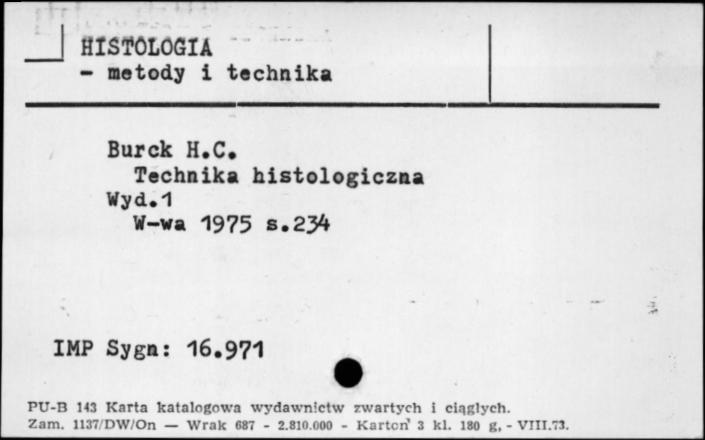 HISTOLOGIA
- metody i technika
Burck H.C.
Technika histologiczna
Wyd.1
W-wa 1975 s.234
IMP Sygn: 16.971
PU-B 143 Karta katalogowa wydawnictw zwartych i ciągłych.
Zam. 1137/DW/On — Wrak 687 - 2.810.000 - Karton 3 kl. 180 g, - VIII.73.